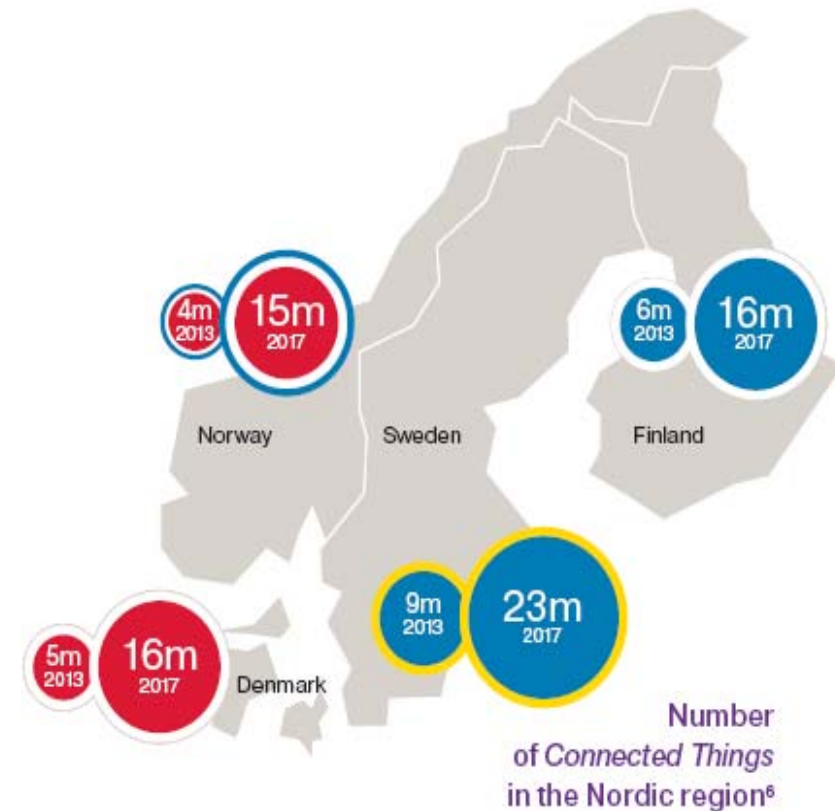 4m
2013
15m
2017
6m
2013
16m
2017
Norway
Sweden
Finland
9m
2013
23m
2017
5m
2013
16m
2017
Denmark
Number
of Connected Things
in the Nordic region⁶